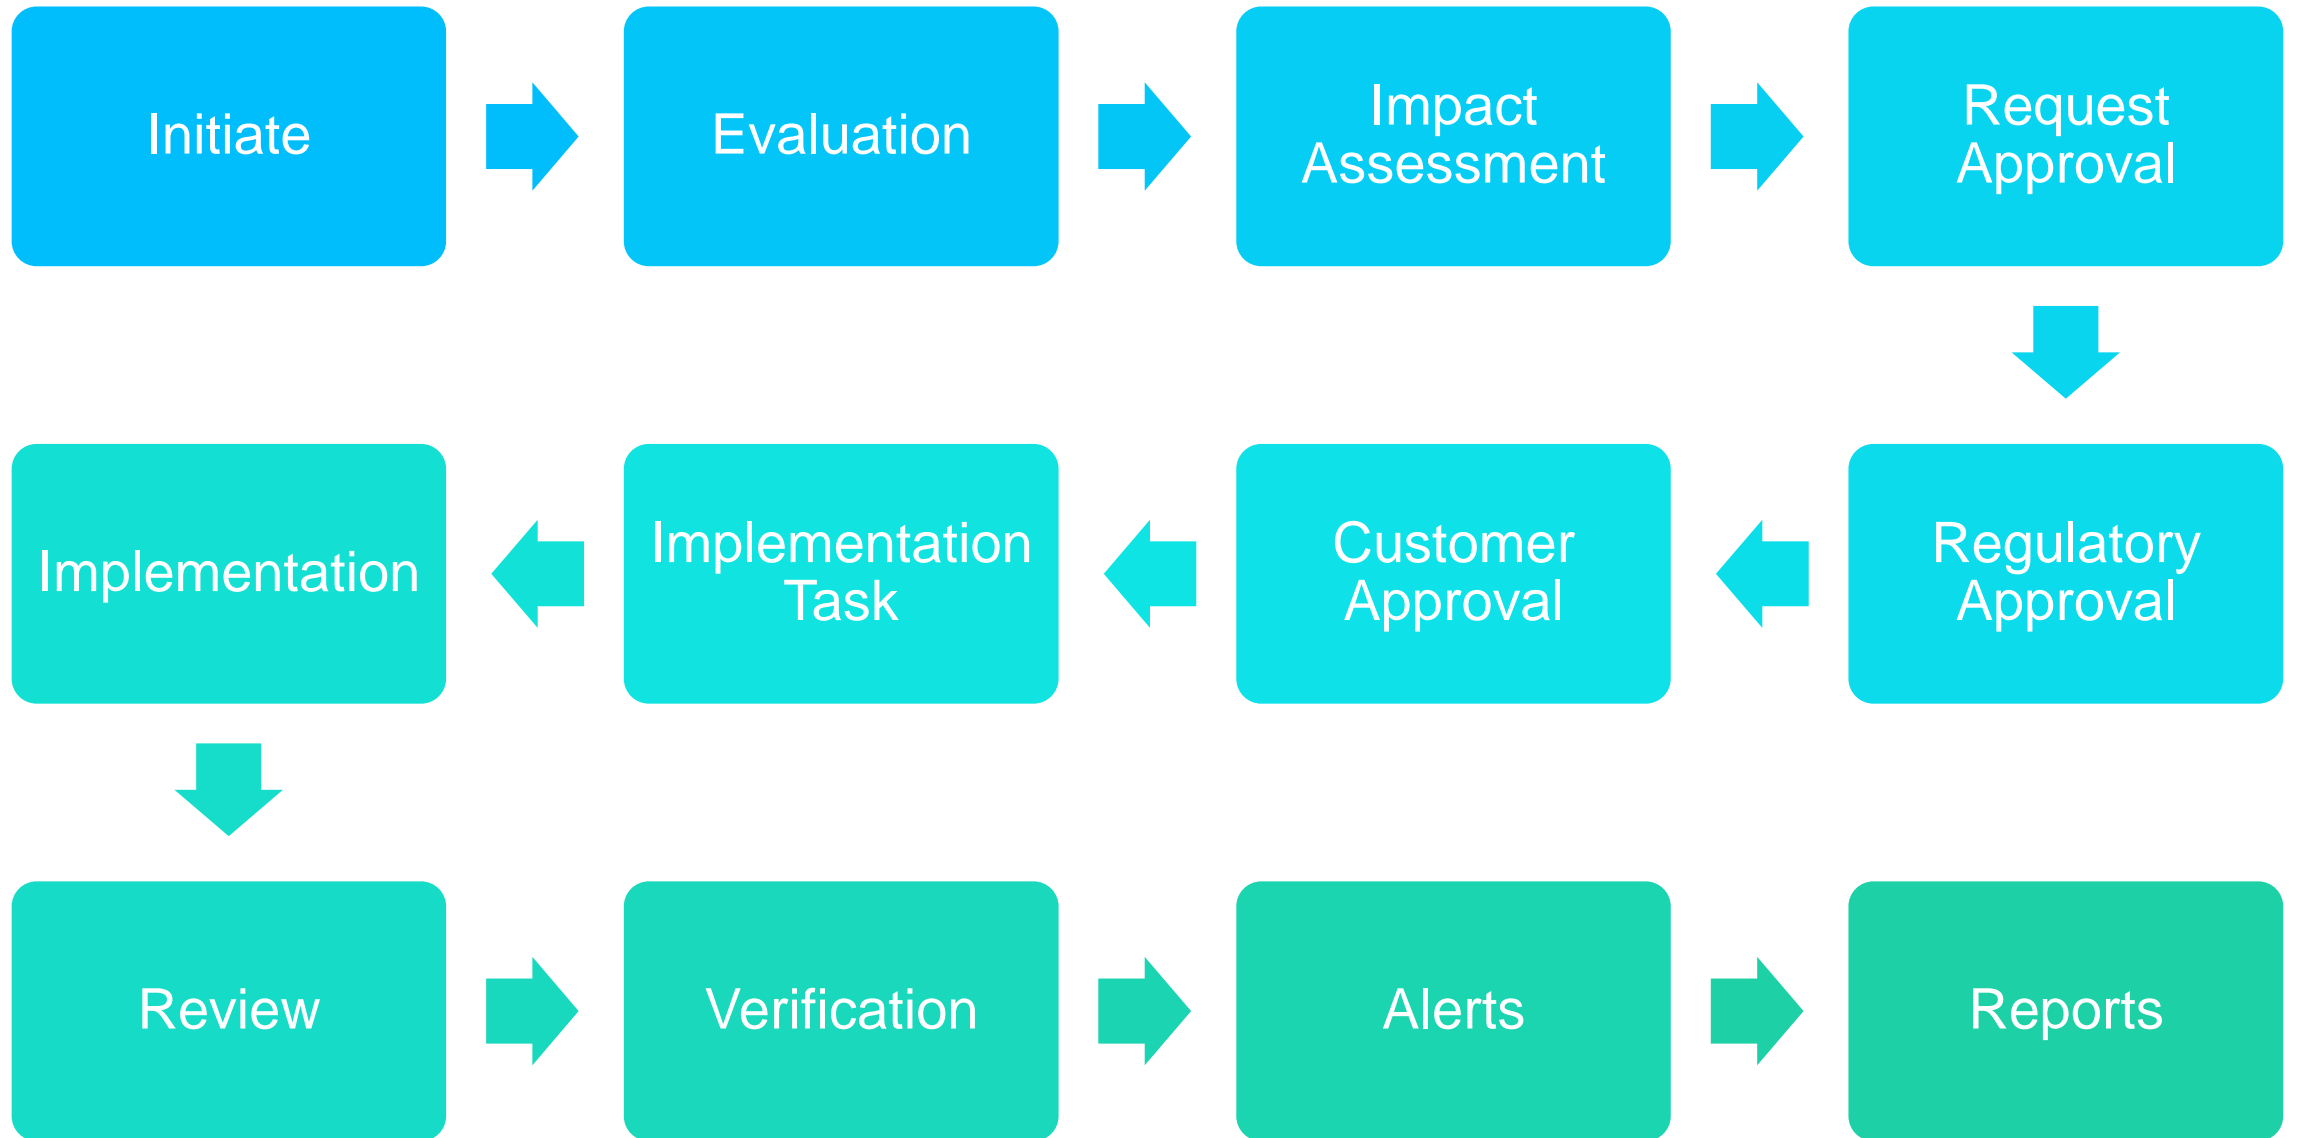 Initiate
Evaluation
Impact
Assessment
Request
Approval
Regulatory
Approval
Customer
Approval
Implementation
Task
Implementation
Review
Verification
Alerts
Reports